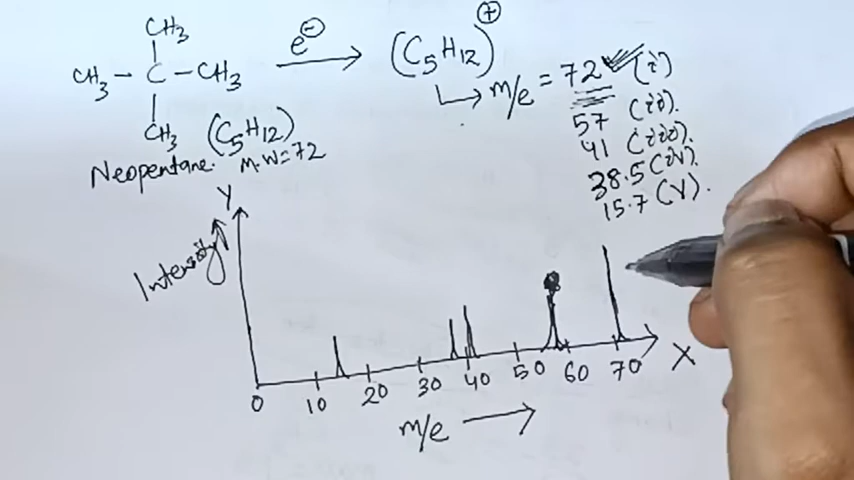 CH3
CH3 - C - CH3
CH3
(C5H12)
Neopentane. M.W=72
e⊖
(C5H12)⊕
m/e = 72 (i)
57 (ii).
41 (iii).
38.5 (iv).
15.7 (v).
Y
Intensity
0 10 20 30 40 50 60 70 X
m/e